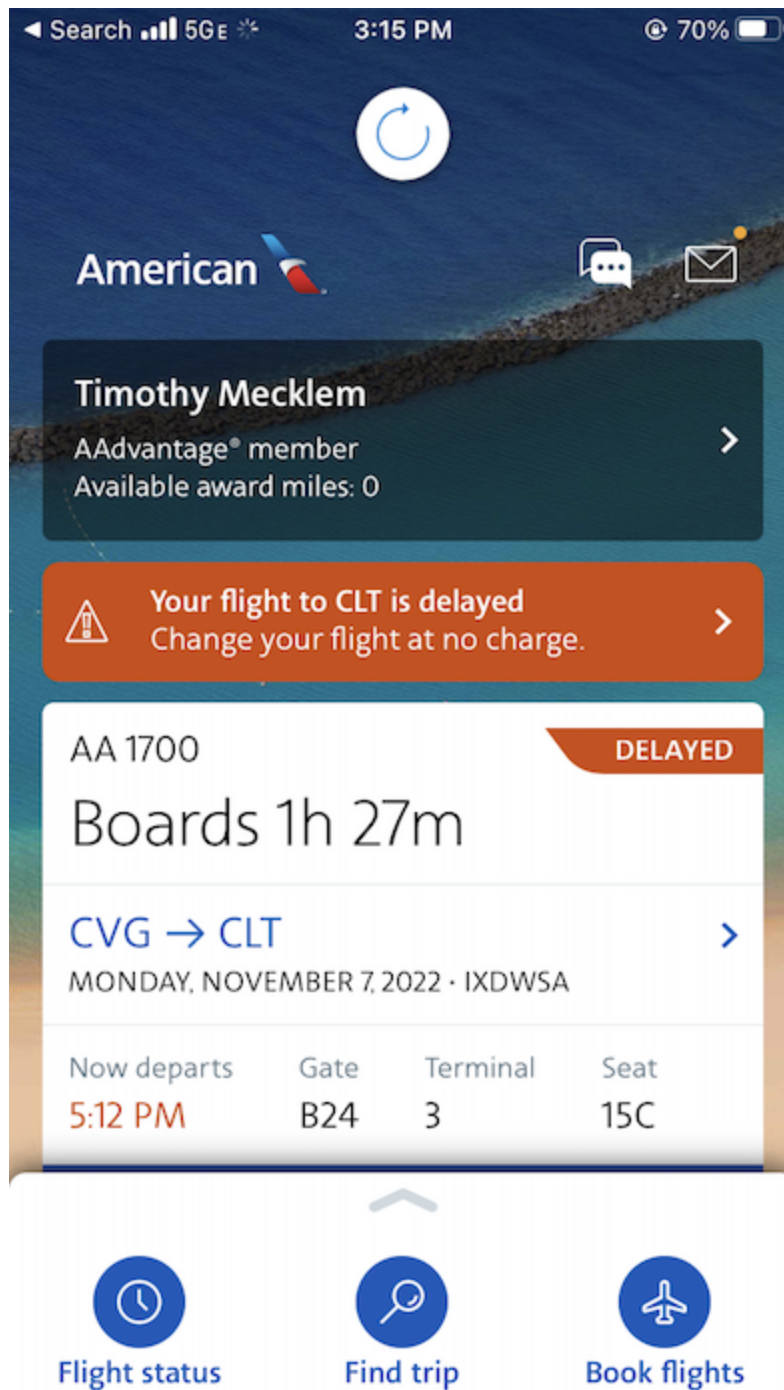 ◀ Search 5GE 3:15 PM 70%
American
Timothy Mecklem
AAdvantage® member
Available award miles: 0
Your flight to CLT is delayed
Change your flight at no charge.
AA 1700 DELAYED
Boards 1h 27m
CVG → CLT
MONDAY, NOVEMBER 7, 2022 · IXDWSA
Now departs Gate Terminal Seat
5:12 PM B24 3 15C
Flight status Find trip Book flights